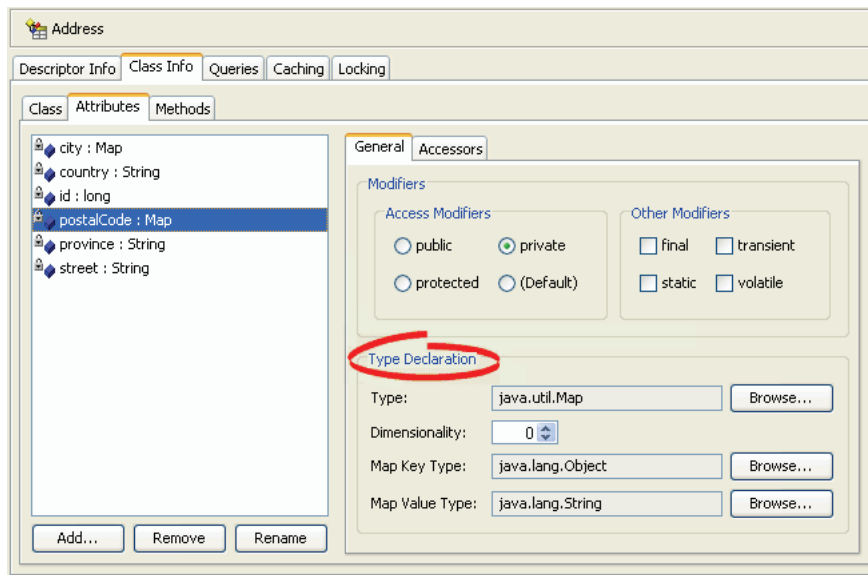 Address
Descriptor Info Class Info Queries Caching Locking
Class Attributes Methods
city : Map
country : String
id : long
postalCode : Map
province : String
street : String
Add... Remove Rename
General Accessors
Modifiers
Access Modifiers
public private
protected (Default)
Other Modifiers
final transient
static volatile
Type Declaration
Type: java.util.Map Browse...
Dimensionality: 0
Map Key Type: java.lang.Object Browse...
Map Value Type: java.lang.String Browse...